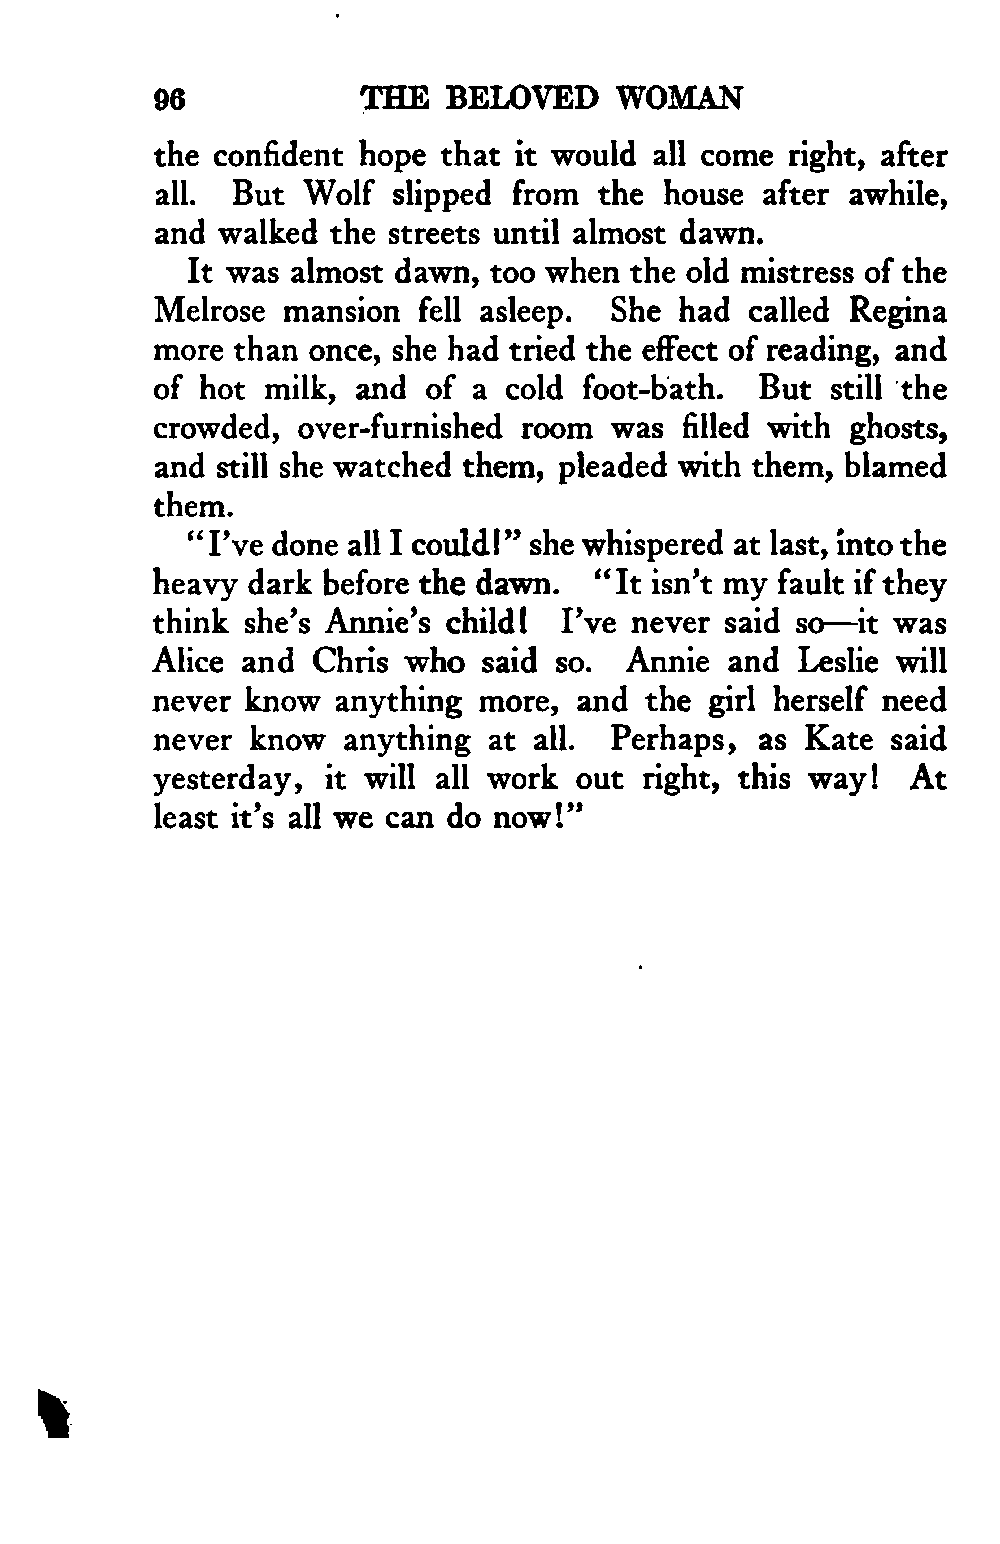 96 THE BELOVED WOMAN
the confident hope that it would all come right, after
all. But Wolf slipped from the house after awhile,
and walked the streets until almost dawn.
It was almost dawn, too when the old mistress of the
Melrose mansion fell asleep. She had called Regina
more than once, she had tried the effect of reading, and
of hot milk, and of a cold foot-bath. But still the
crowded, over-furnished room was filled with ghosts,
and still she watched them, pleaded with them, blamed
them.
"I've done all I could!" she whispered at last, into the
heavy dark before the dawn. "It isn't my fault if they
think she's Annie's child! I've never said so—it was
Alice and Chris who said so. Annie and Leslie will
never know anything more, and the girl herself need
never know anything at all. Perhaps, as Kate said
yesterday, it will all work out right, this way! At
least it's all we can do now!"